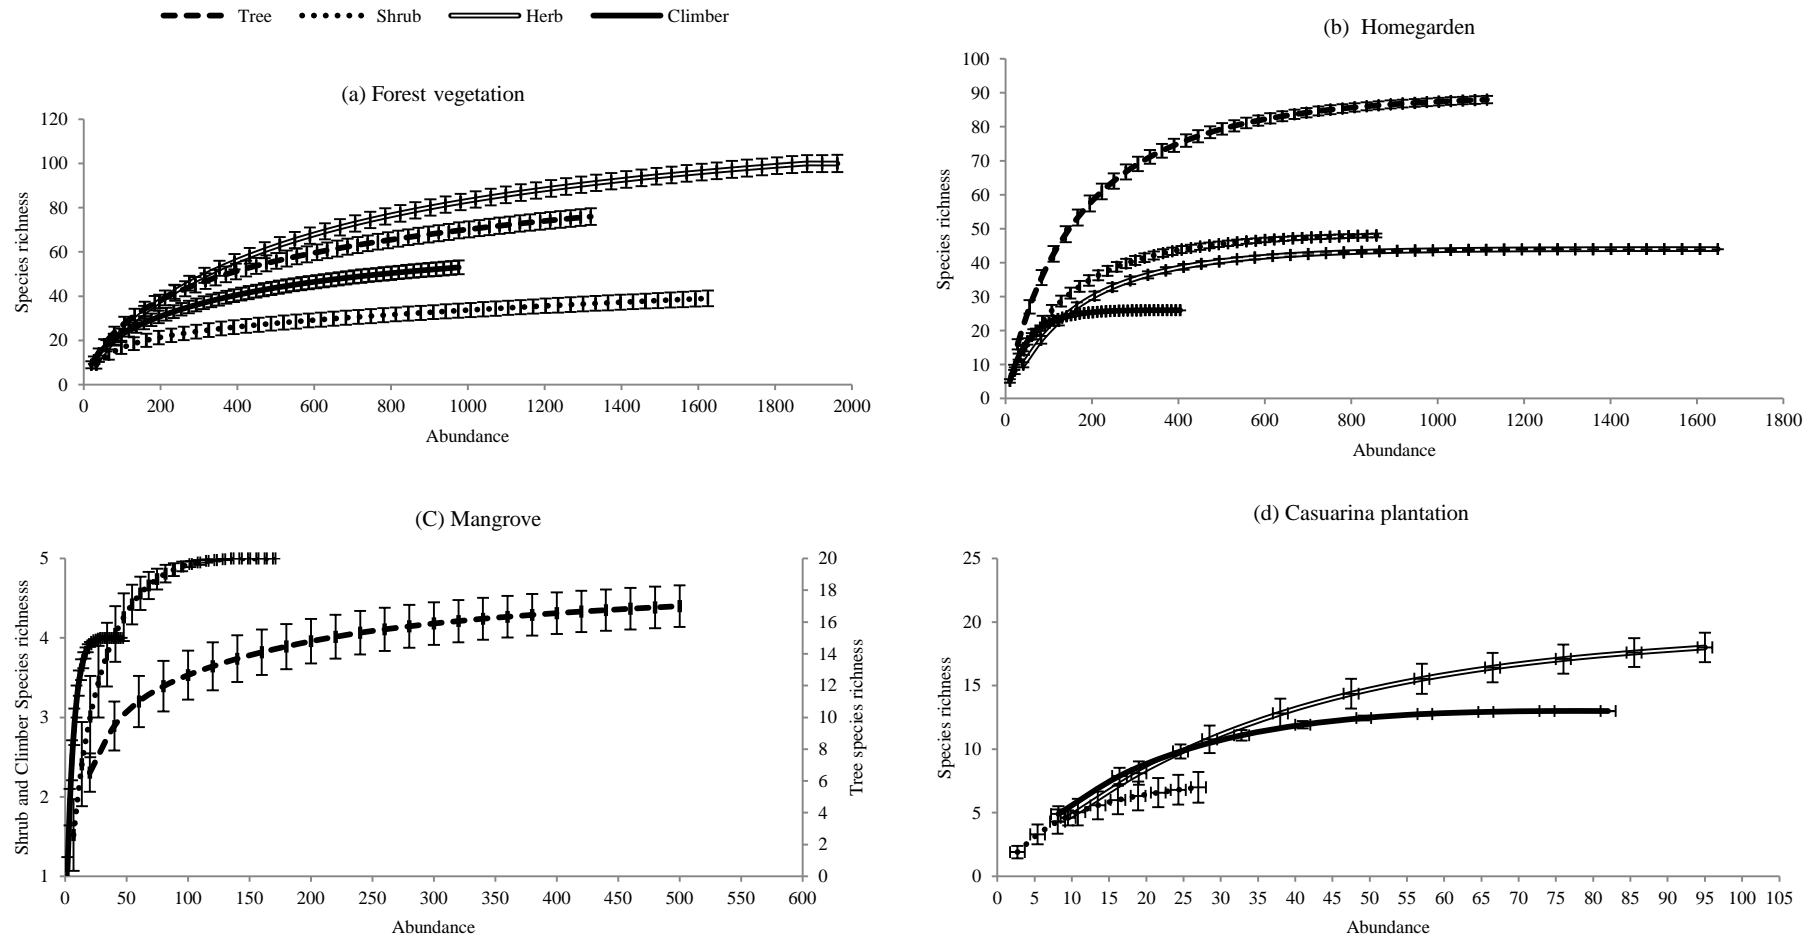 Tree Shrub Herb Climber
(a) Forest vegetation
120
100
80
60
40
20
0
Species richness
0 200 400 600 800 1000 1200 1400 1600 1800 2000
Abundance
(b) Homegarden
100
90
80
70
60
50
40
30
20
10
0
Species richness
0 200 400 600 800 1000 1200 1400 1600 1800
Abundance
(C) Mangrove
5
4
3
2
1
Shrub and Climber Species richnesss
20
18
16
14
12
10
8
6
4
2
0
Tree species richness
0 50 100 150 200 250 300 350 400 450 500 550 600
Abundance
(d) Casuarina plantation
25
20
15
10
5
0
Species richness
0 5 10 15 20 25 30 35 40 45 50 55 60 65 70 75 80 85 90 95 100 105
Abundance